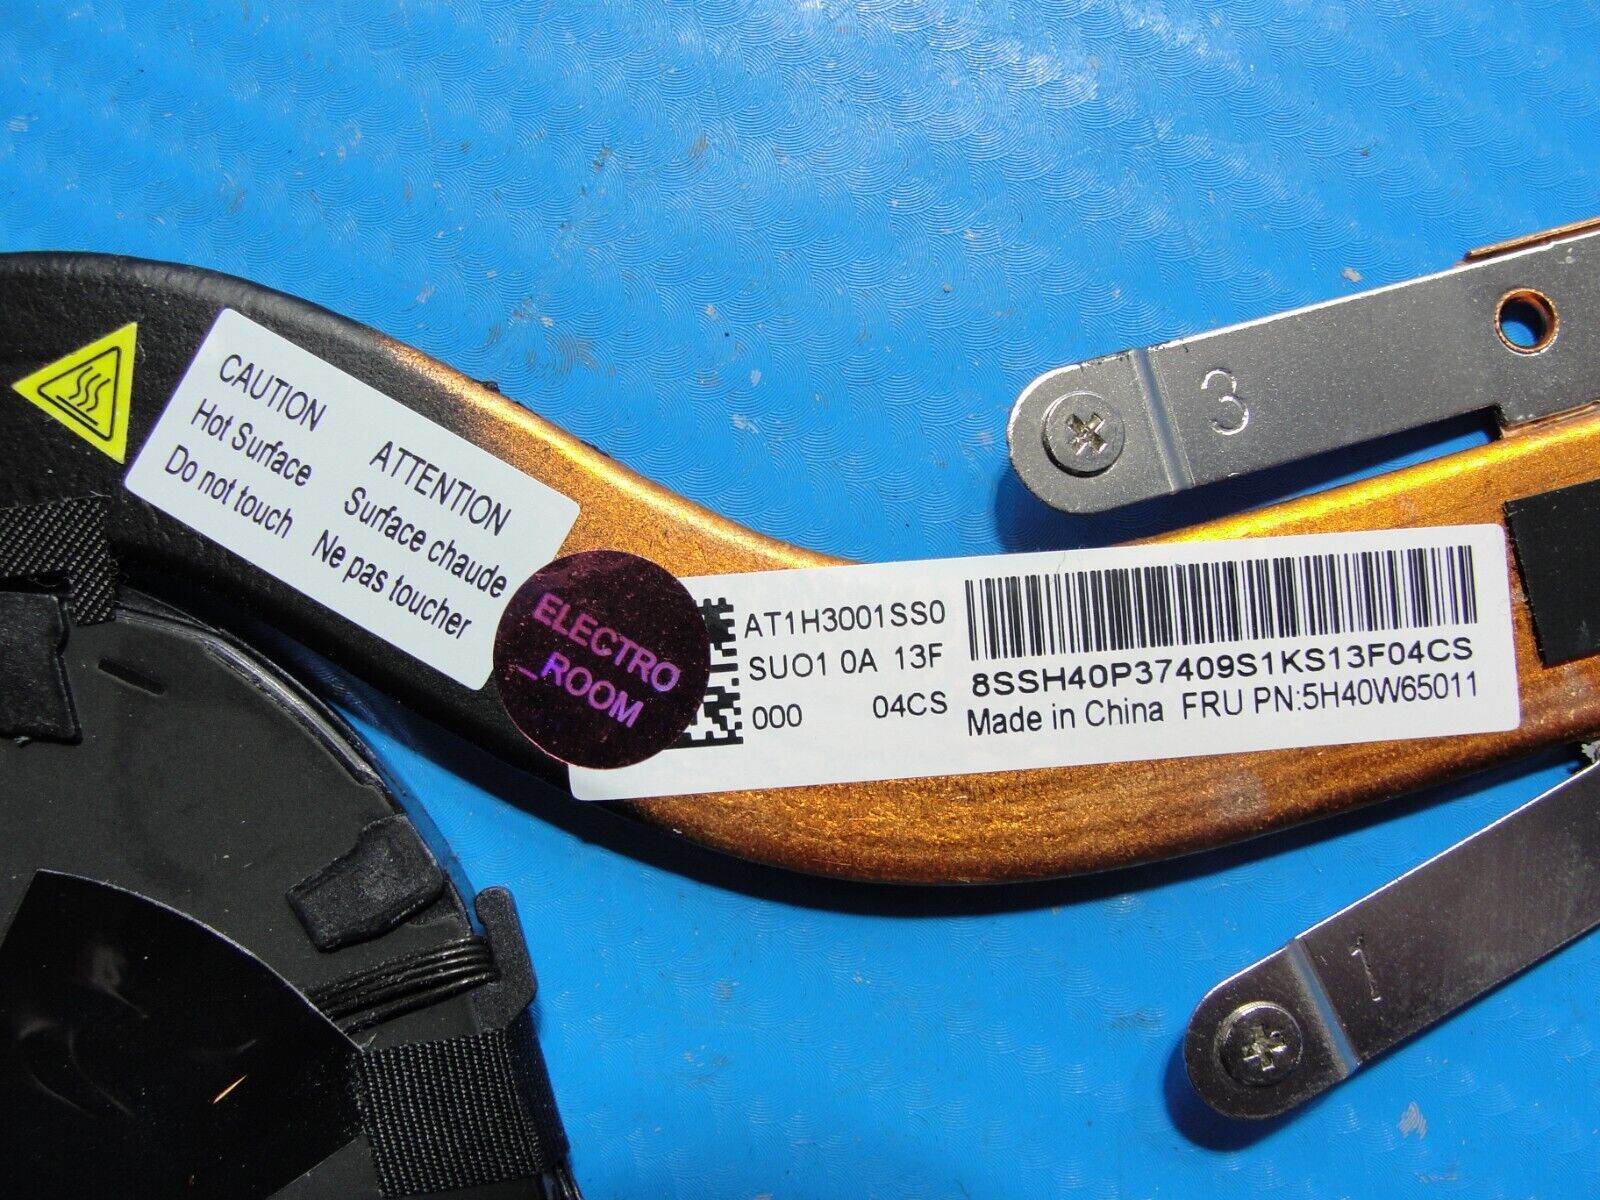 CAUTION
Hot Surface
Do not touch
ATTENTION
Surface chaude
Ne pas toucher
ELECTRO
_ROOM
AT1H3001SS0
SUO1 0A 13F
000 04CS
8SSH40P37409S1KS13F04CS
Made in China FRU PN:5H40W65011
3
1